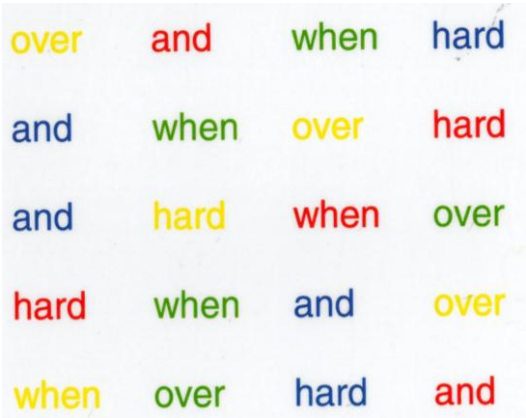 over and when hard
and when over hard
and hard when over
hard when and over
when over hard and